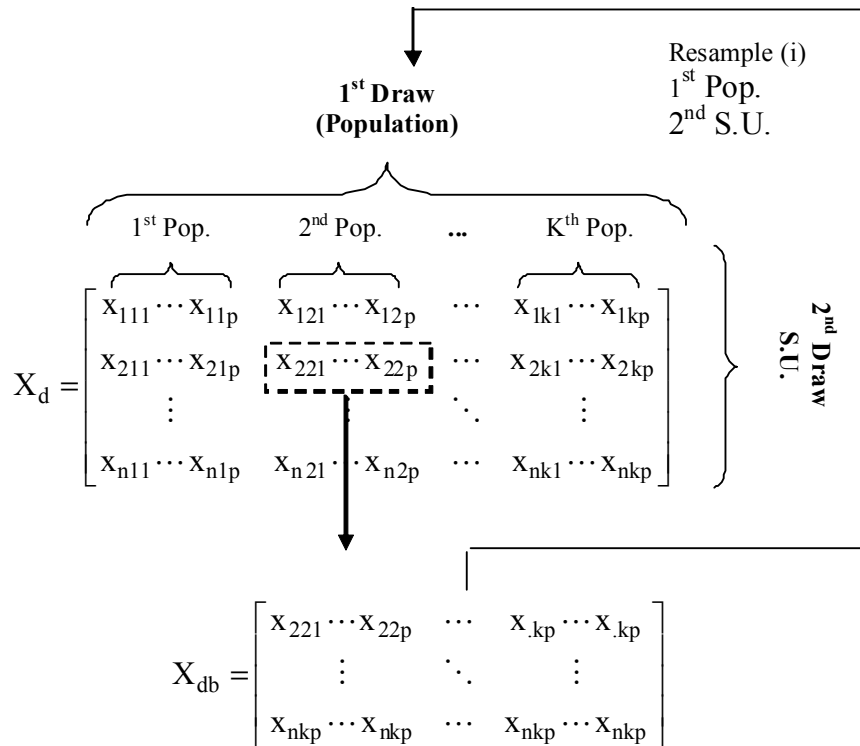 Resample (i)
1st Pop.
2nd S.U.
1st Draw
(Population)
1st Pop. 2nd Pop. ... Kth Pop.
x111 ⋯ x11p x121 ⋯ x12p ⋯ x1k1 ⋯ x1kp
x211 ⋯ x21p x221 ⋯ x22p ⋯ x2k1 ⋯ x2kp
Xd =
⋮ ⋮ ⋱ ⋮
xn11 ⋯ xn1p xn21 ⋯ xn2p ⋯ xnk1 ⋯ xnkp
2nd Draw
S.U.
x221 ⋯ x22p ⋯ x.kp ⋯ x.kp
Xdb =
⋮ ⋱ ⋮
xnkp ⋯ xnkp ⋯ xnkp ⋯ xnkp